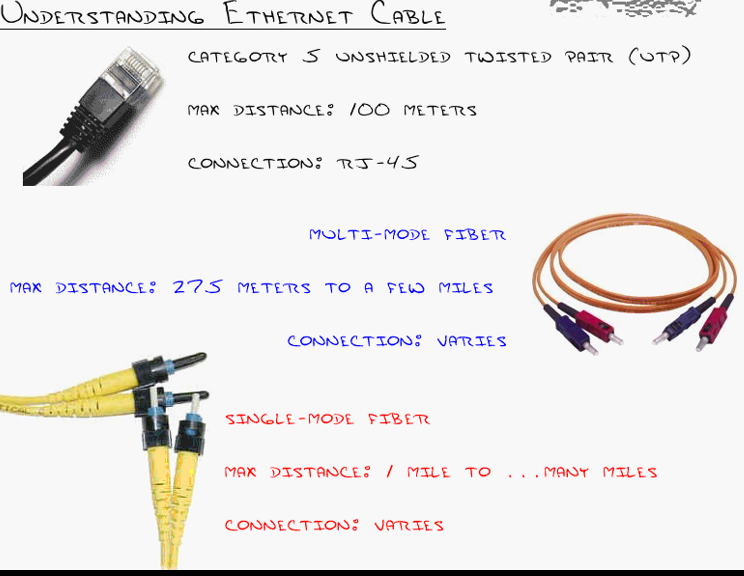 Understanding Ethernet Cable
Category 5 Unshielded Twisted Pair (UTP)
Max Distance: 100 Meters
Connection: RJ-45
Multi-Mode Fiber
Max Distance: 275 Meters to a Few Miles
Connection: Varies
Single-Mode Fiber
Max Distance: 1 Mile to ...Many Miles
Connection: Varies